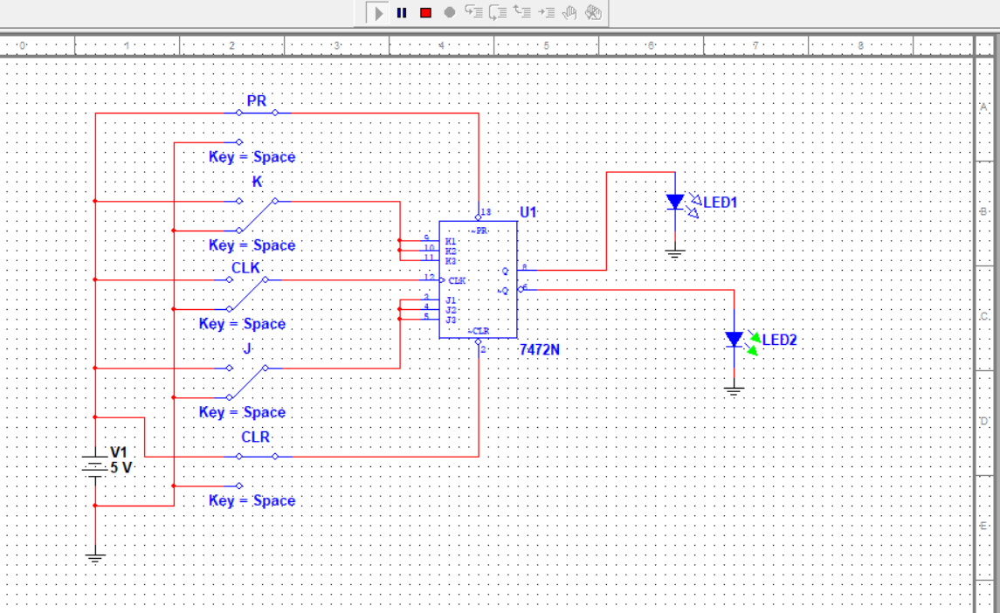 0 1 2 3 4 5 6 7 8
A
PR
Key = Space
K
B
13
U1
~PR
LED1
Key = Space
9 K1
10 K2
11 K3
CLK
8 Q
12 CLK
6 ~Q
3 J1
4 J2
5 J3
C
Key = Space
~CLR
LED2
J
2
7472N
Key = Space
D
CLR
V1
5 V
Key = Space
E